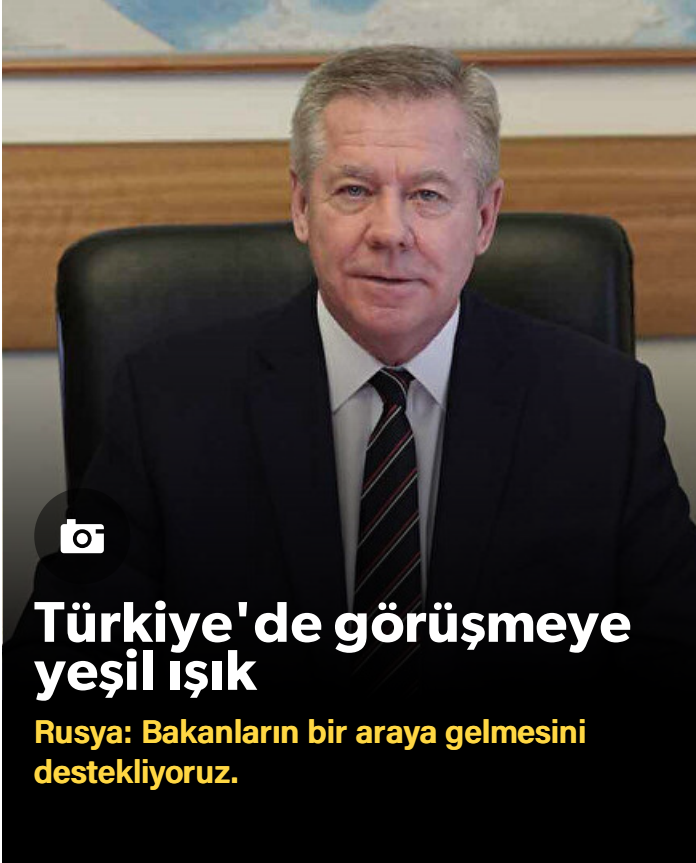 Türkiye'de görüşmeye
yeşil ışık
Rusya: Bakanların bir araya gelmesini
destekliyoruz.